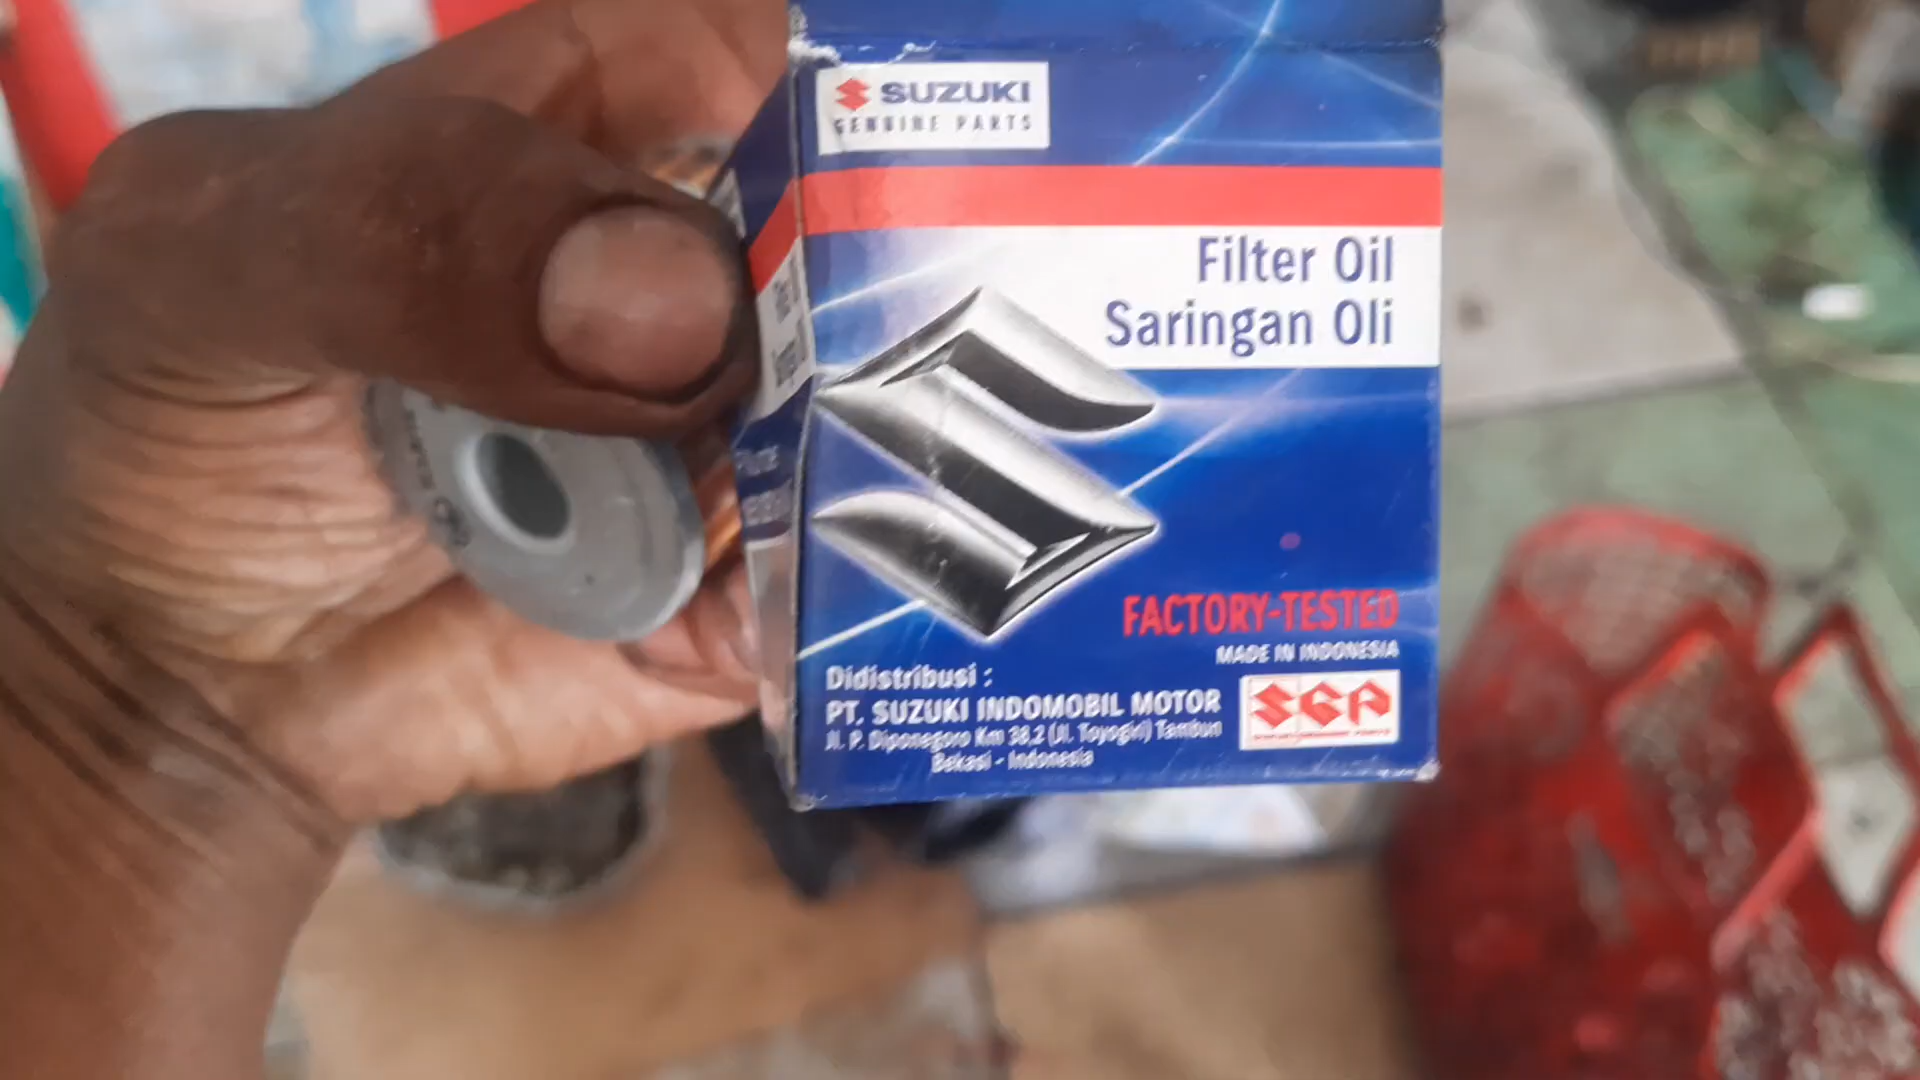 SUZUKI
GENUINE PARTS
Filter Oil
Saringan Oli
FACTORY-TESTED
MADE IN INDONESIA
Didistribusi :
PT. SUZUKI INDOMOBIL MOTOR
Jl. P. Diponegoro Km 38,2 (Jl. Toyogiri) Tambun
Bekasi - Indonesia
SGP